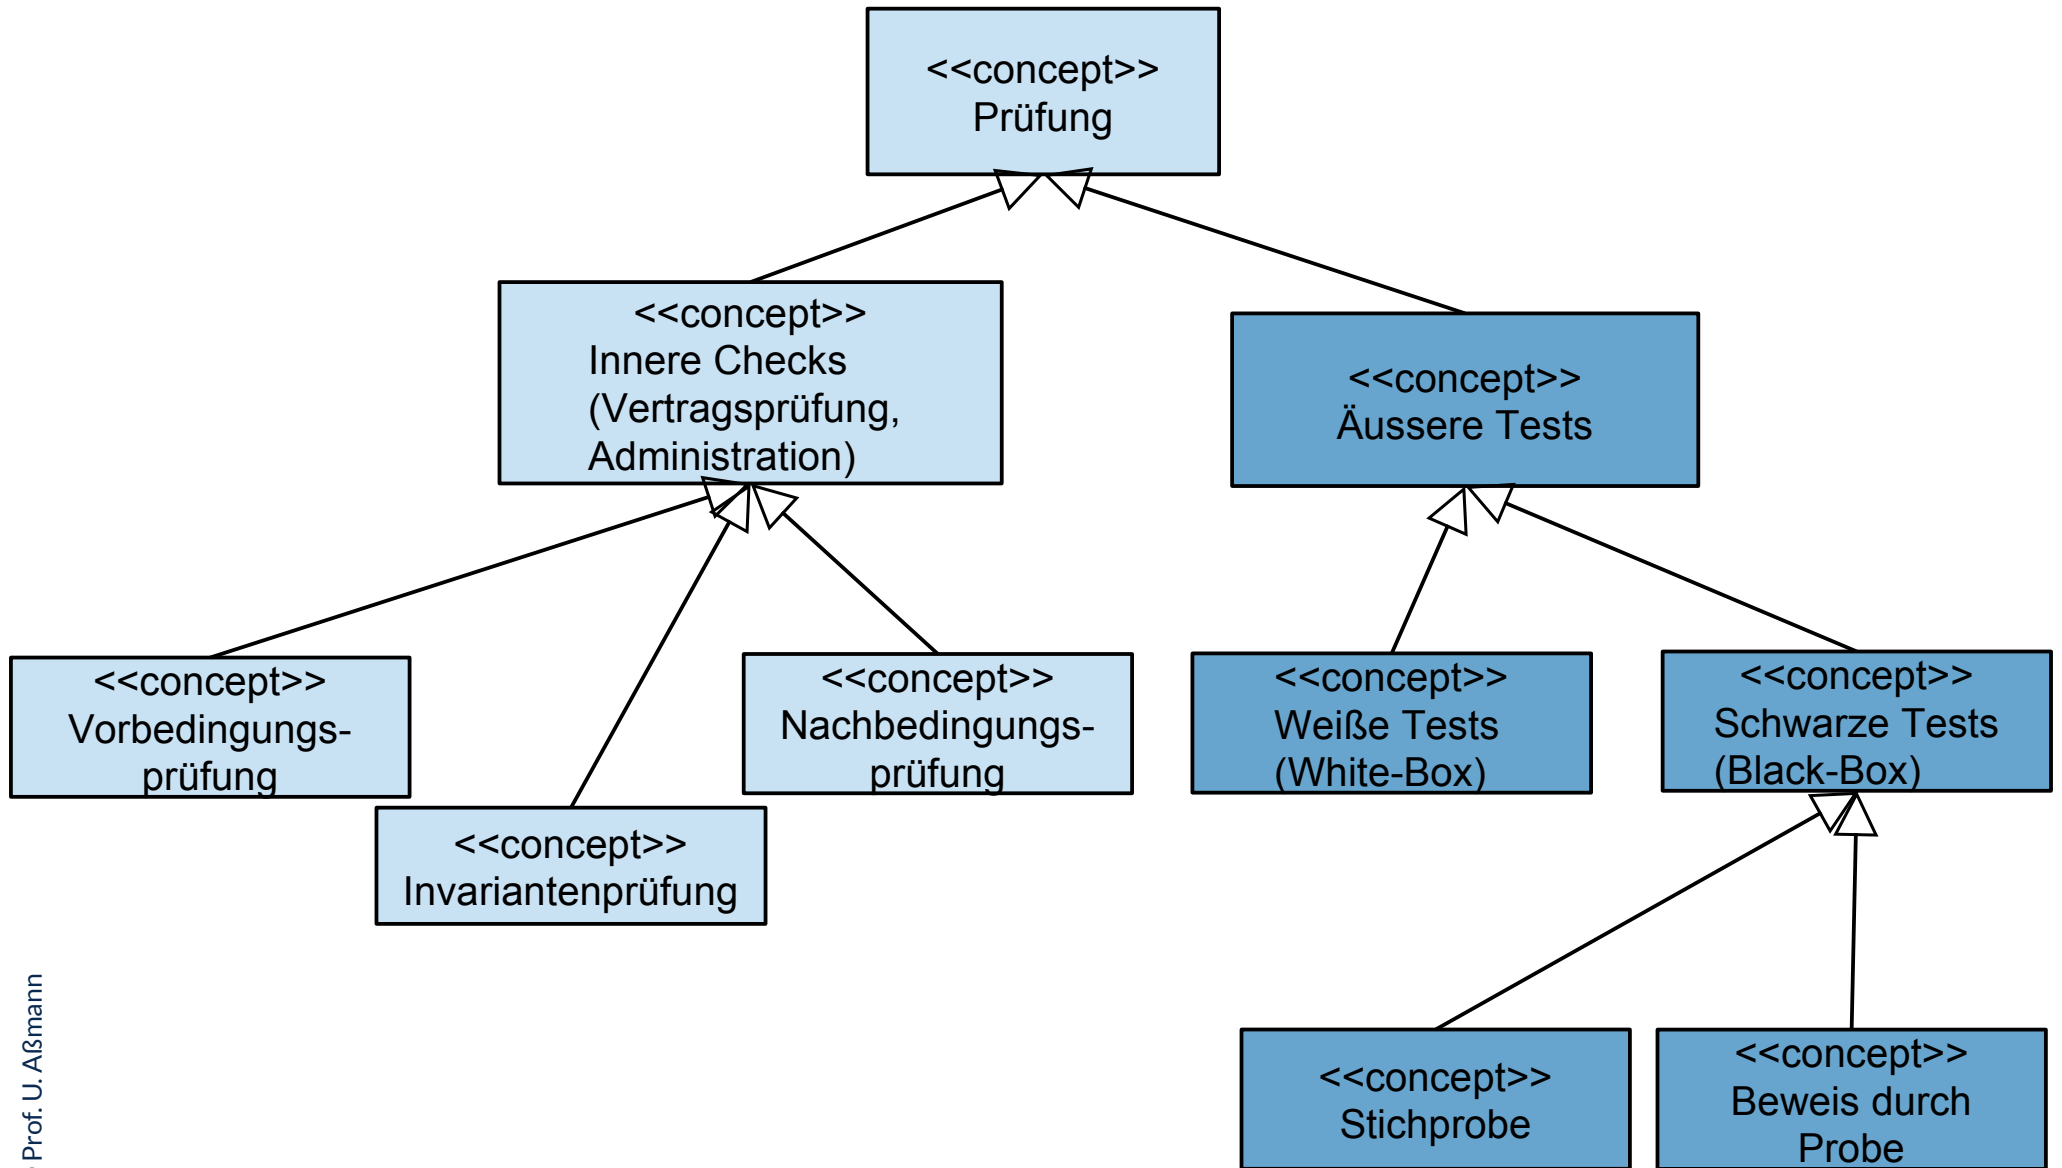 <<concept>>
Prüfung
<<concept>>
Innere Checks
(Vertragsprüfung,
Administration)
<<concept>>
Äussere Tests
<<concept>>
Vorbedingungs-
prüfung
<<concept>>
Nachbedingungs-
prüfung
<<concept>>
Weiße Tests
(White-Box)
<<concept>>
Schwarze Tests
(Black-Box)
<<concept>>
Invariantenprüfung
<<concept>>
Stichprobe
<<concept>>
Beweis durch
Probe
Prof. U. Aßmann